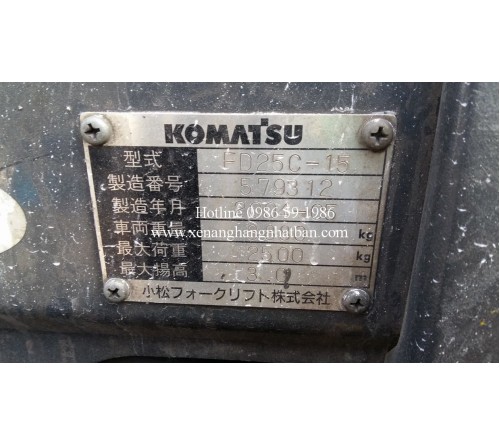 KOMATSU
型式 FD25C-15
製造番号 579312
製造年月
Hotline 0986 59 1986
車両重量 kg
www.xenanghangnhatban.com
最大荷重 2500 kg
最大揚高 3.0 m
小松フォークリフト株式会社